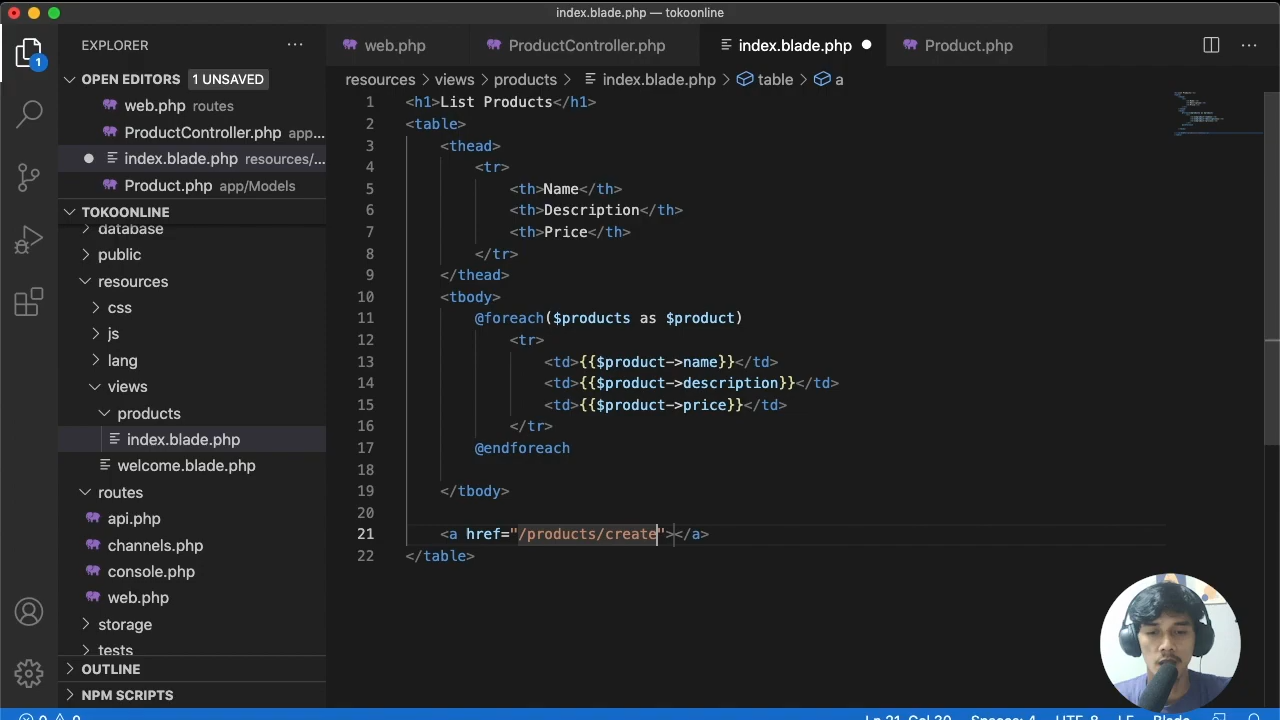 index.blade.php — tokoonline
EXPLORER
OPEN EDITORS 1 UNSAVED
web.php routes
ProductController.php app...
index.blade.php resources/...
Product.php app/Models
TOKOONLINE
database
public
resources
css
js
lang
views
products
index.blade.php
welcome.blade.php
routes
api.php
channels.php
console.php
web.php
storage
tests
OUTLINE
NPM SCRIPTS
1
web.php
ProductController.php
index.blade.php
Product.php
resources > views > products > index.blade.php > table > a
1 <h1>List Products</h1>
2 <table>
3 <thead>
4 <tr>
5 <th>Name</th>
6 <th>Description</th>
7 <th>Price</th>
8 </tr>
9 </thead>
10 <tbody>
11 @foreach($products as $product)
12 <tr>
13 <td>{{$product->name}}</td>
14 <td>{{$product->description}}</td>
15 <td>{{$product->price}}</td>
16 </tr>
17 @endforeach
18
19 </tbody>
20
21 <a href="/products/create"></a>
22 </table>